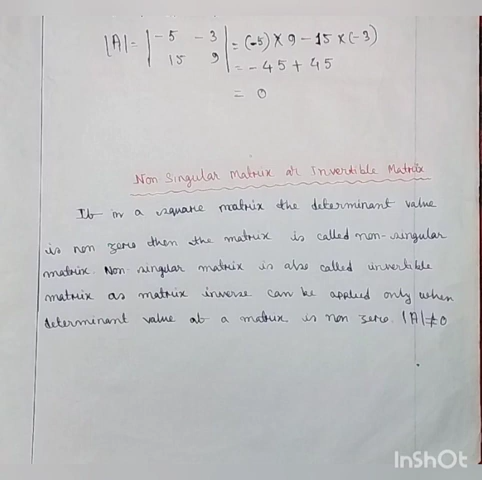 |A| = | -5 -3 | = (-5) × 9 - 15 × (-3)
15 9 | = -45 + 45
= 0
Non Singular Matrix or Invertible Matrix
If in a square matrix the determinant value
is non zero then the matrix is called non-singular
matrix. Non-singular matrix is also called invertible
matrix as matrix inverse can be applied only when
determinant value of a matrix is non zero. |A| ≠ 0
InShOt